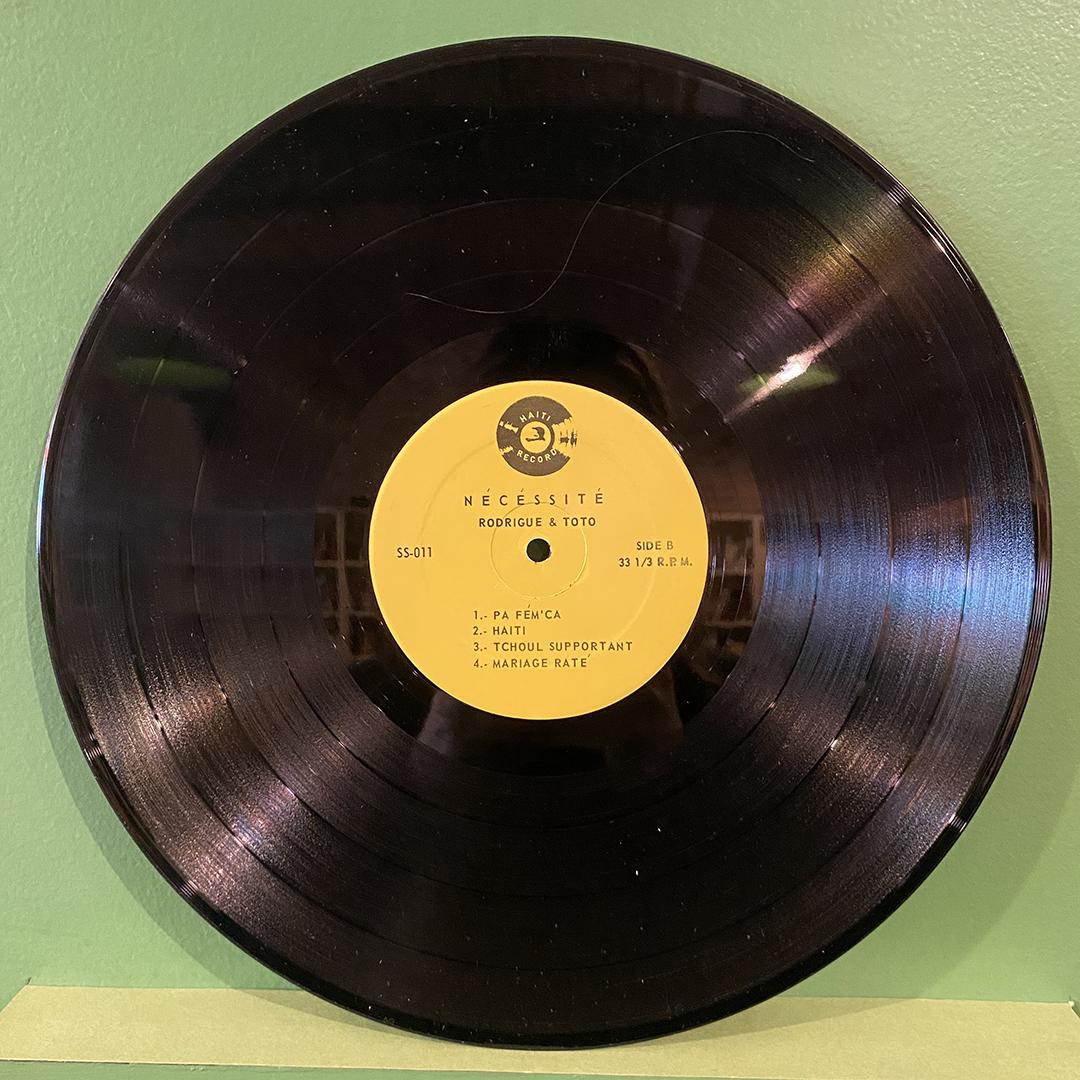 HAITI
RECORD
NÉCÉSSITÉ
RODRIGUE & TOTO
SS-011
SIDE B
33 1/3 R.P.M.
1.- PA FÉM'CA
2.- HAITI
3.- TCHOUL SUPPORTANT
4.- MARIAGE RATÉ